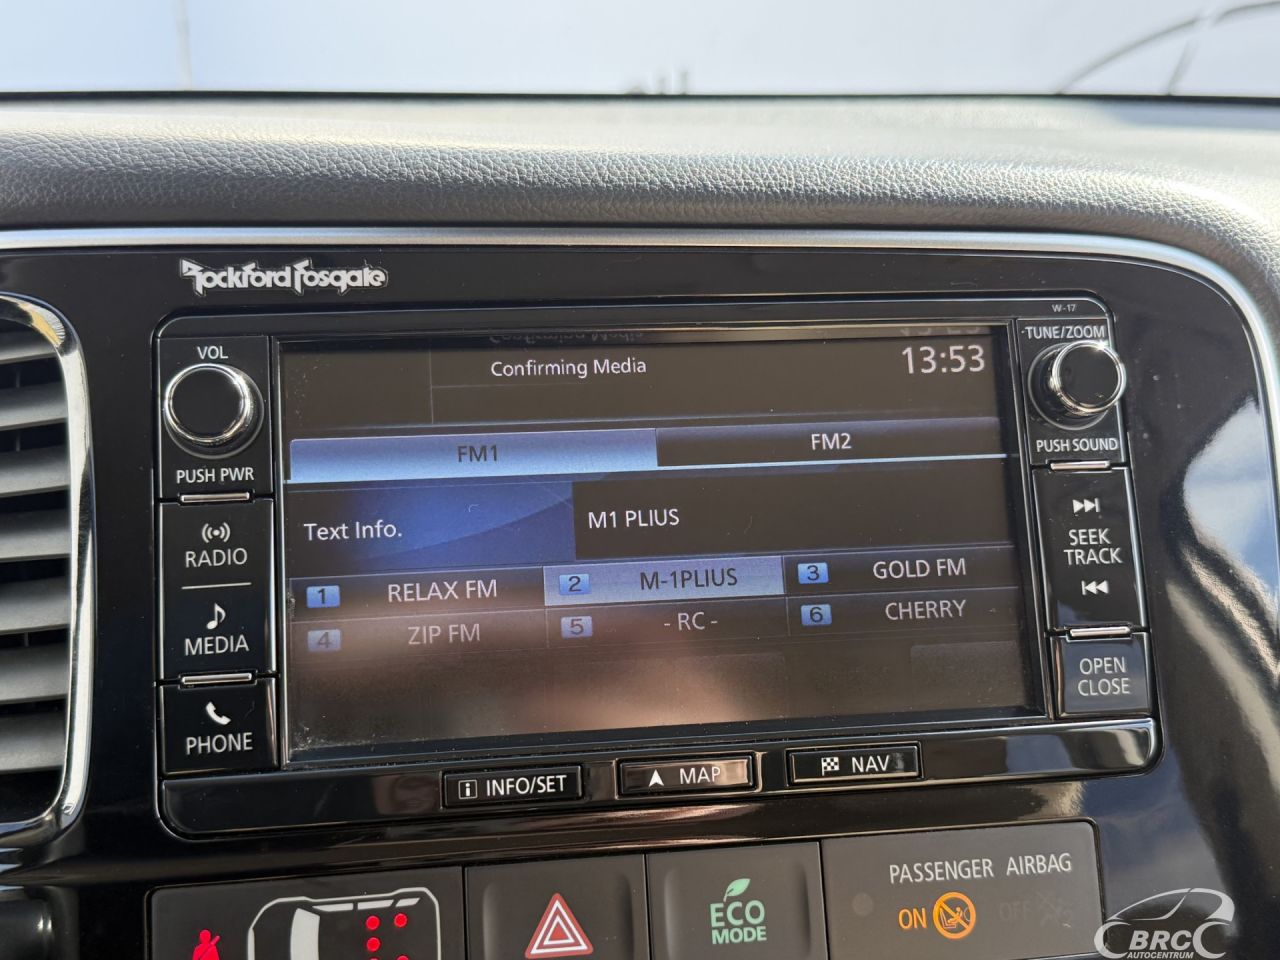 Rockford Fosgate
W-17
VOL
PUSH PWR
RADIO
MEDIA
PHONE
Confirming Media
13:53
FM1
FM2
Text Info.
M1 PLIUS
1 RELAX FM
2 M-1PLIUS
3 GOLD FM
4 ZIP FM
5 - RC -
6 CHERRY
TUNE/ZOOM
PUSH SOUND
SEEK
TRACK
OPEN
CLOSE
i INFO/SET
MAP
NAV
ECO
MODE
PASSENGER AIRBAG
ON
OFF
BRC
AUTOCENTRUM